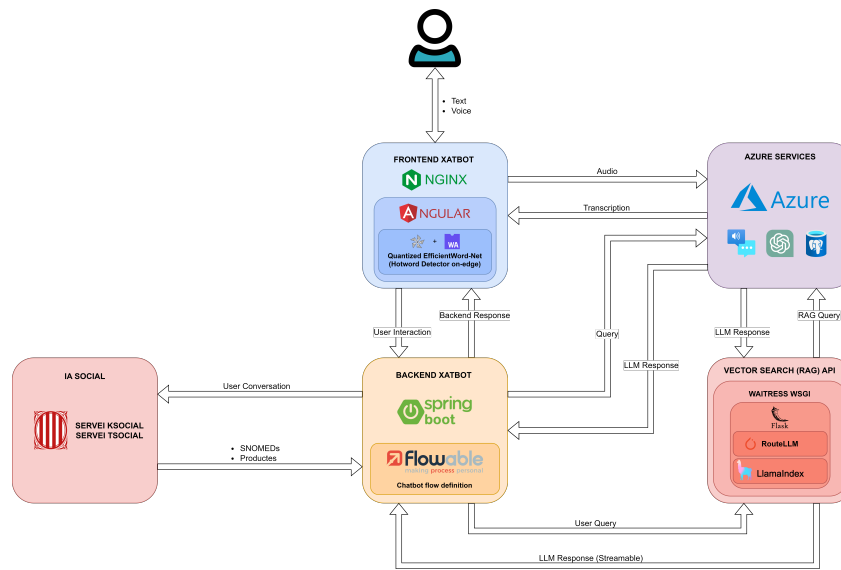 Text
Voice
FRONTEND XATBOT
NGINX
ANGULAR
+
WA
Quantized EfficientWord-Net
(Hotword Detector on-edge)
AZURE SERVICES
Azure
Audio
Transcription
User Interaction
Backend Response
Query
LLM Response
LLM Response
RAG Query
IA SOCIAL
SERVEI KSOCIAL
SERVEI TSOCIAL
User Conversation
SNOMEDs
Productes
BACKEND XATBOT
spring
boot
Flowable
making process personal
Chatbot flow definition
VECTOR SEARCH (RAG) API
WAITRESS WSGI
Flask
RouteLLM
LlamaIndex
User Query
LLM Response (Streamable)